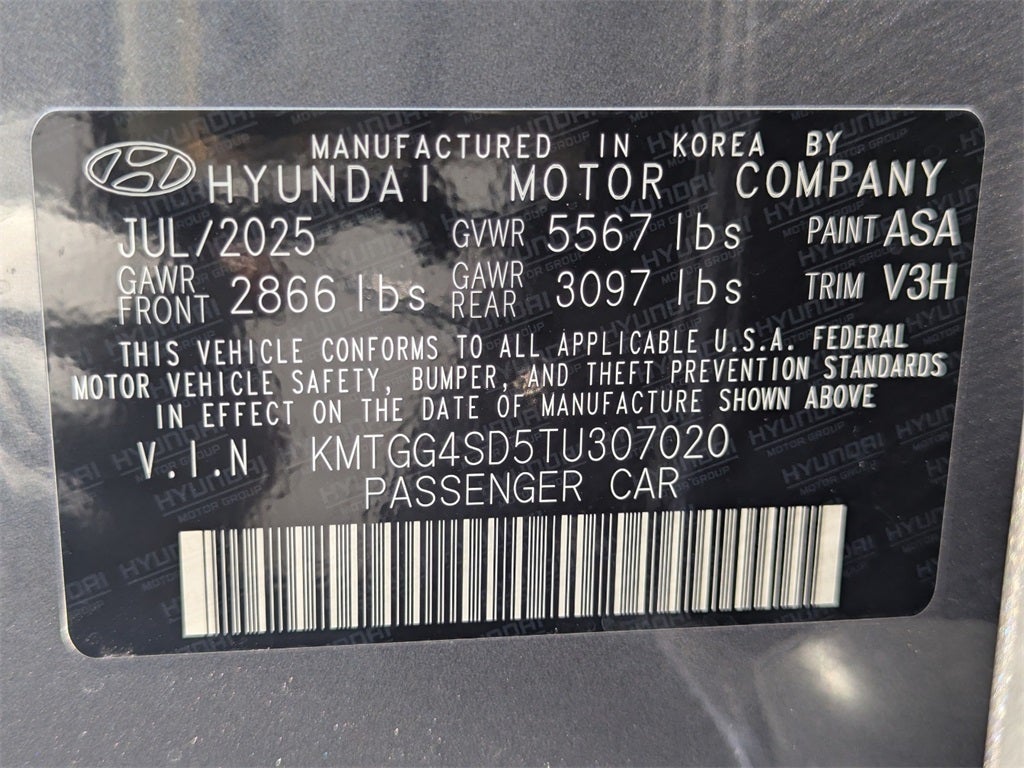 MANUFACTURED IN KOREA BY
HYUNDAI MOTOR COMPANY
JUL/2025 GVWR 5567 lbs PAINT ASA
GAWR FRONT 2866 lbs GAWR REAR 3097 lbs TRIM V3H
THIS VEHICLE CONFORMS TO ALL APPLICABLE U.S.A. FEDERAL
MOTOR VEHICLE SAFETY, BUMPER, AND THEFT PREVENTION STANDARDS
IN EFFECT ON THE DATE OF MANUFACTURE SHOWN ABOVE
V.I.N KMTGG4SD5TU307020
PASSENGER CAR